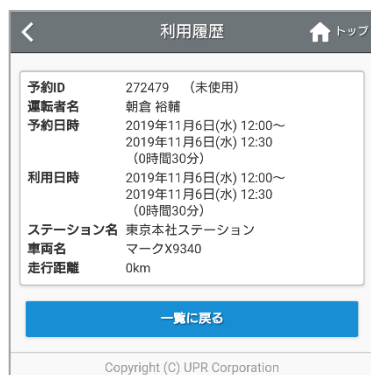 利用履歴 トップ
予約ID 272479 （未使用）
運転者名 朝倉 裕輔
予約日時 2019年11月6日(水) 12:00～
2019年11月6日(水) 12:30
（0時間30分）
利用日時 2019年11月6日(水) 12:00～
2019年11月6日(水) 12:30
（0時間30分）
ステーション名 東京本社ステーション
車両名 マークX9340
走行距離 0km
一覧に戻る
Copyright (C) UPR Corporation